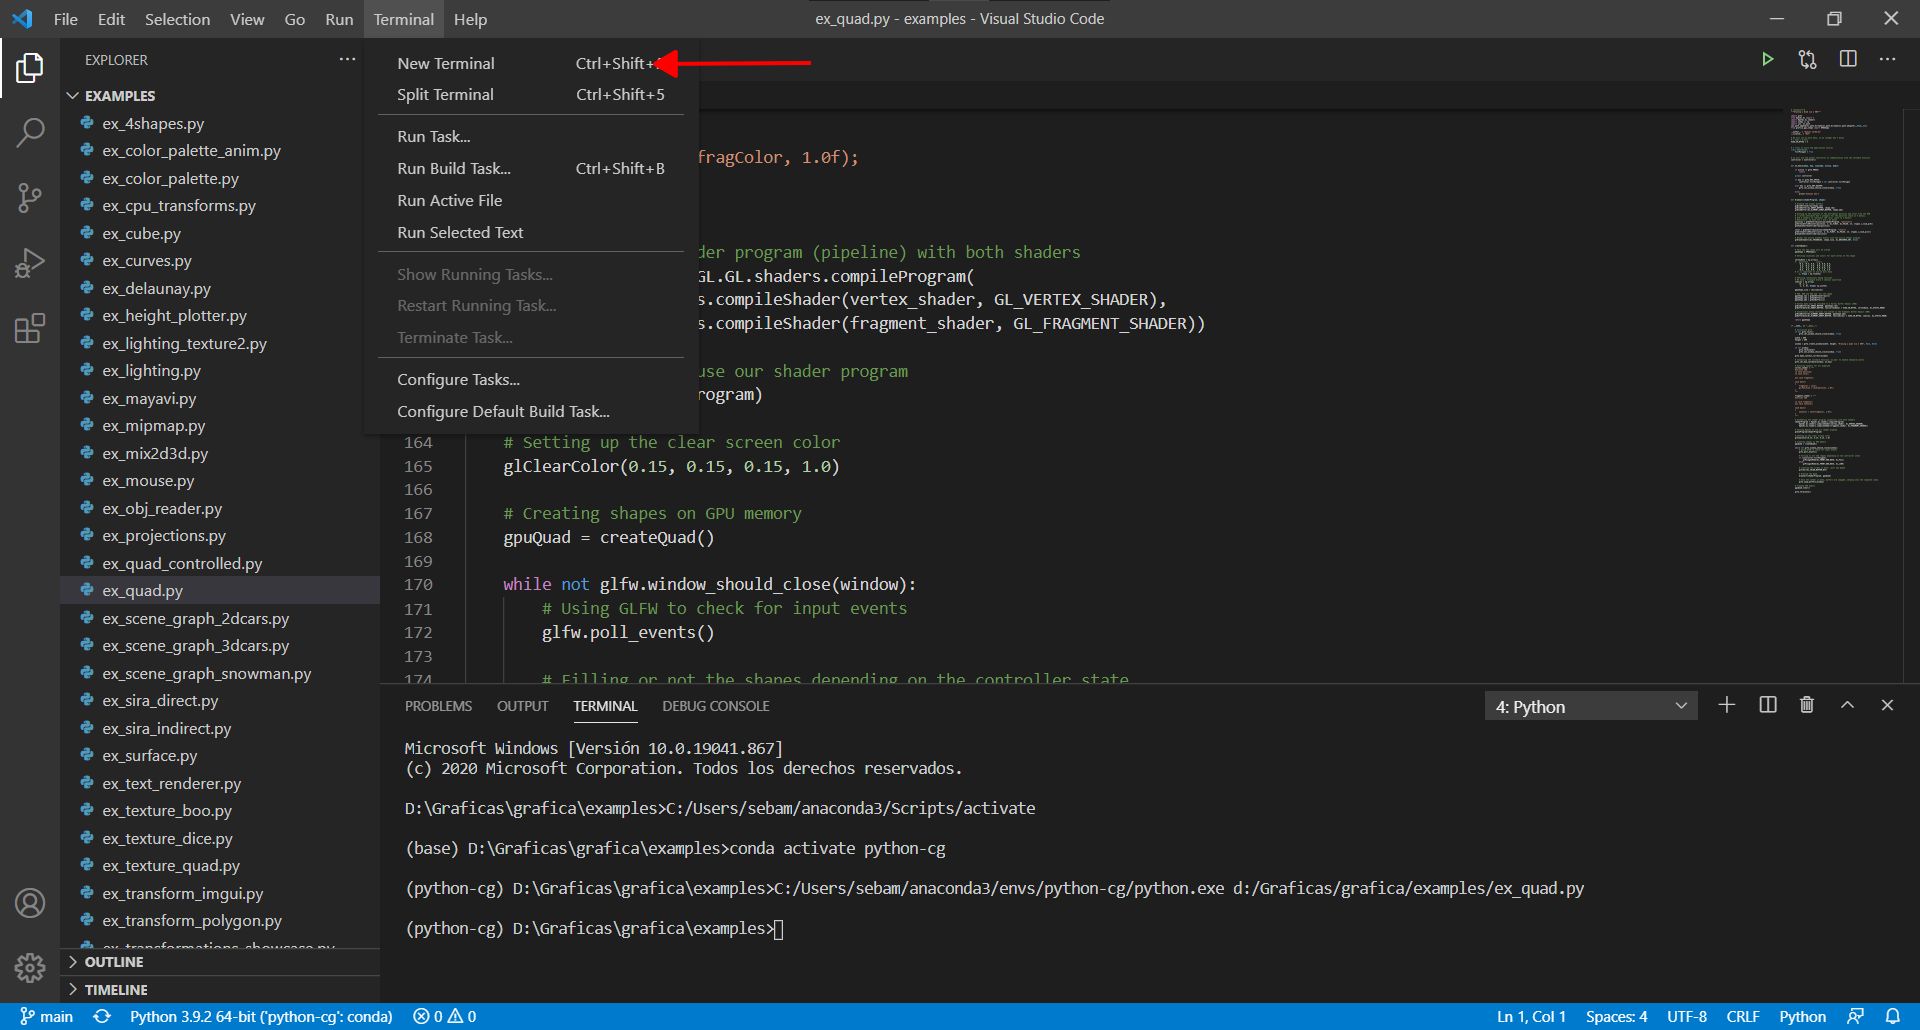 File Edit Selection View Go Run Terminal Help
ex_quad.py - examples - Visual Studio Code
EXPLORER
EXAMPLES
ex_4shapes.py
ex_color_palette_anim.py
ex_color_palette.py
ex_cpu_transforms.py
ex_cube.py
ex_curves.py
ex_delaunay.py
ex_height_plotter.py
ex_lighting_texture2.py
ex_lighting.py
ex_mayavi.py
ex_mipmap.py
ex_mix2d3d.py
ex_mouse.py
ex_obj_reader.py
ex_projections.py
ex_quad_controlled.py
ex_quad.py
ex_scene_graph_2dcars.py
ex_scene_graph_3dcars.py
ex_scene_graph_snowman.py
ex_sira_direct.py
ex_sira_indirect.py
ex_surface.py
ex_text_renderer.py
ex_texture_boo.py
ex_texture_dice.py
ex_texture_quad.py
ex_transform_imgui.py
ex_transform_polygon.py
ex_transformations_showcase.py
OUTLINE
TIMELINE
New Terminal Ctrl+Shift+
Split Terminal Ctrl+Shift+5
Run Task...
Run Build Task... Ctrl+Shift+B
Run Active File
Run Selected Text
Show Running Tasks...
Restart Running Task...
Terminate Task...
Configure Tasks...
Configure Default Build Task...
fragColor, 1.0f);
der program (pipeline) with both shaders
GL.GL.shaders.compileProgram(
s.compileShader(vertex_shader, GL_VERTEX_SHADER),
s.compileShader(fragment_shader, GL_FRAGMENT_SHADER))
use our shader program
rogram)
164 # Setting up the clear screen color
165 glClearColor(0.15, 0.15, 0.15, 1.0)
166
167 # Creating shapes on GPU memory
168 gpuQuad = createQuad()
169
170 while not glfw.window_should_close(window):
171 # Using GLFW to check for input events
172 glfw.poll_events()
173
174 # Filling or not the shapes depending on the controller state
PROBLEMS OUTPUT TERMINAL DEBUG CONSOLE
4: Python
Microsoft Windows [Versión 10.0.19041.867]
(c) 2020 Microsoft Corporation. Todos los derechos reservados.
D:\Graficas\grafica\examples>C:/Users/sebam/anaconda3/Scripts/activate
(base) D:\Graficas\grafica\examples>conda activate python-cg
(python-cg) D:\Graficas\grafica\examples>C:/Users/sebam/anaconda3/envs/python-cg/python.exe d:/Graficas/grafica/examples/ex_quad.py
(python-cg) D:\Graficas\grafica\examples>
main Python 3.9.2 64-bit ('python-cg': conda) 0 0
Ln 1, Col 1 Spaces: 4 UTF-8 CRLF Python